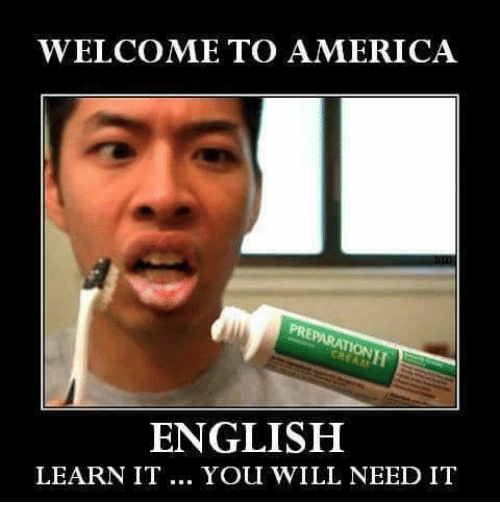 WELCOME TO AMERICA
PREPARATION H
CREAM
ENGLISH
LEARN IT ... YOU WILL NEED IT